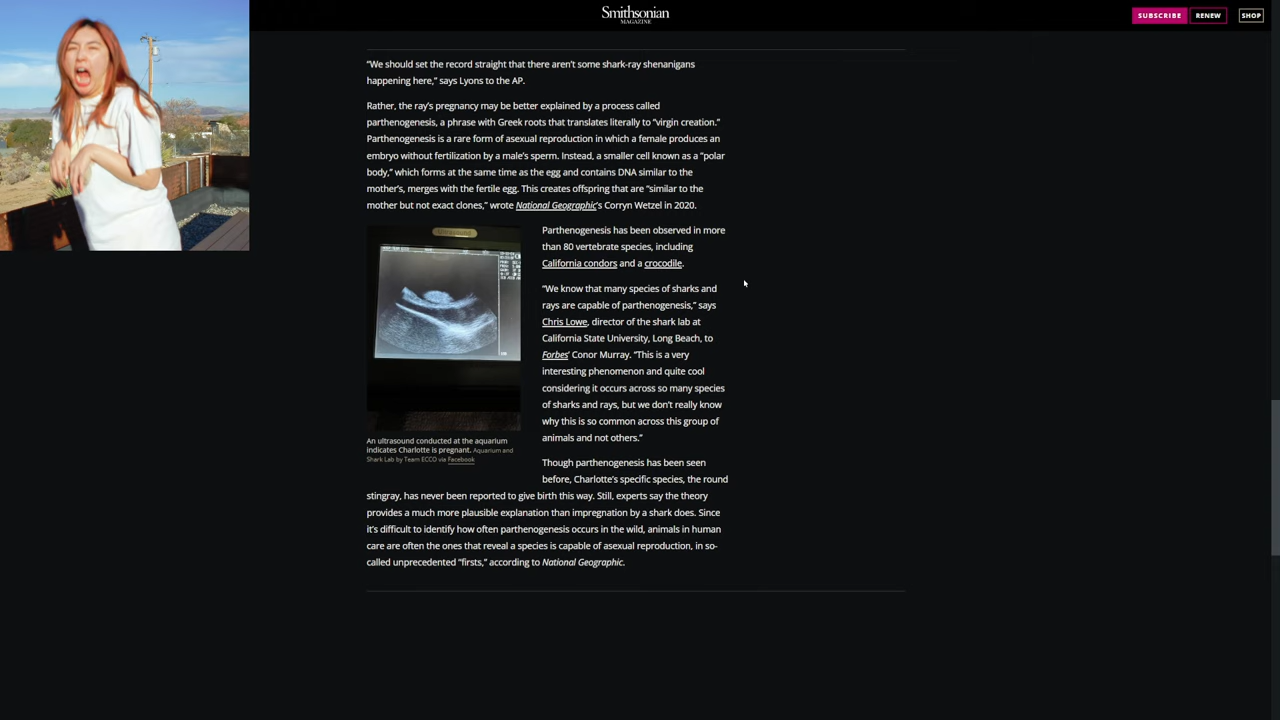 Smithsonian
MAGAZINE
SUBSCRIBE
RENEW
SHOP
“We should set the record straight that there aren’t some shark-ray shenanigans
happening here,” says Lyons to the AP.
Rather, the ray’s pregnancy may be better explained by a process called
parthenogenesis, a phrase with Greek roots that translates literally to “virgin creation.”
Parthenogenesis is a rare form of asexual reproduction in which a female produces an
embryo without fertilization by a male’s sperm. Instead, a smaller cell known as a “polar
body,” which forms at the same time as the egg and contains DNA similar to the
mother’s, merges with the fertile egg. This creates offspring that are “similar to the
mother but not exact clones,” wrote National Geographic’s Corryn Wetzel in 2020.
Parthenogenesis has been observed in more
than 80 vertebrate species, including
California condors and a crocodile.
“We know that many species of sharks and
rays are capable of parthenogenesis,” says
Chris Lowe, director of the shark lab at
California State University, Long Beach, to
Forbes’ Conor Murray. “This is a very
interesting phenomenon and quite cool
considering it occurs across so many species
of sharks and rays, but we don’t really know
why this is so common across this group of
animals and not others.”
An ultrasound conducted at the aquarium
indicates Charlotte is pregnant. Aquarium and
Shark Lab by Team ECCO via Facebook
Though parthenogenesis has been seen
before, Charlotte’s specific species, the round
stingray, has never been reported to give birth this way. Still, experts say the theory
provides a much more plausible explanation than impregnation by a shark does. Since
it’s difficult to identify how often parthenogenesis occurs in the wild, animals in human
care are often the ones that reveal a species is capable of asexual reproduction, in so-
called unprecedented “firsts,” according to National Geographic.